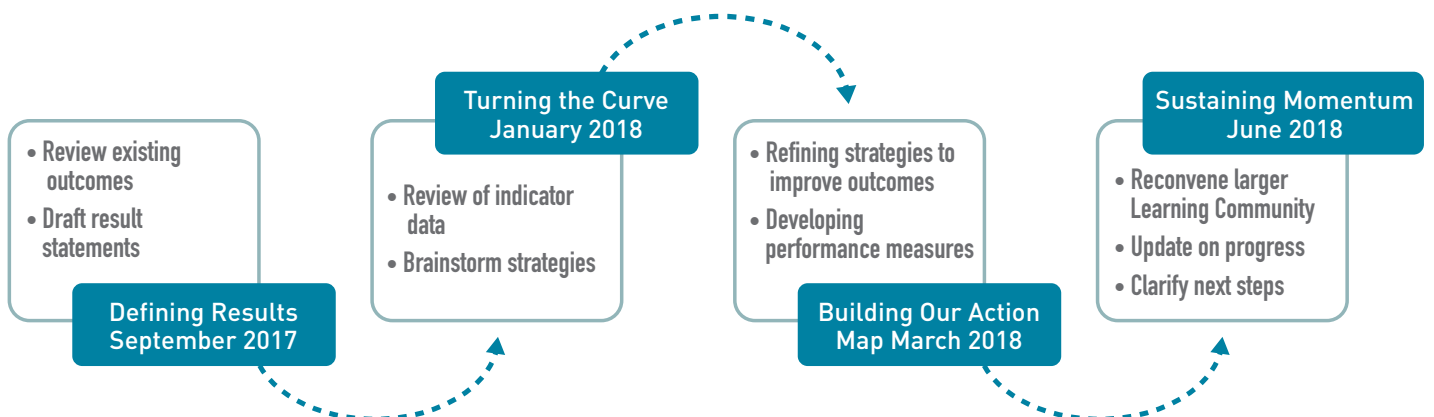 • Review existing
outcomes
• Draft result
statements
Defining Results
September 2017
Turning the Curve
January 2018
• Review of indicator
data
• Brainstorm strategies
• Refining strategies to
improve outcomes
• Developing
performance measures
Building Our Action
Map March 2018
Sustaining Momentum
June 2018
• Reconvene larger
Learning Community
• Update on progress
• Clarify next steps